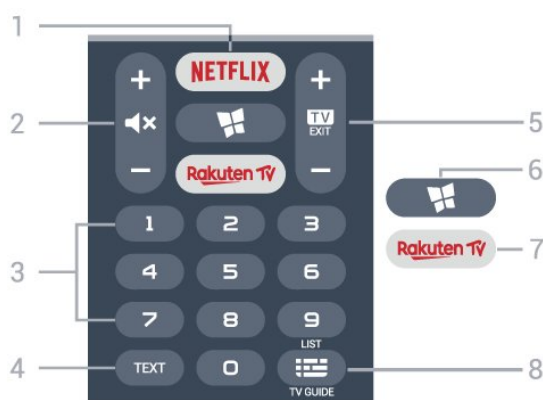 1
+ NETFLIX +
2 TV 5
EXIT
6
- Rakuten TV -
1 2 3
Rakuten TV 7
3 4 5 6
7 8 9
LIST
4 TEXT 0 8
TV GUIDE